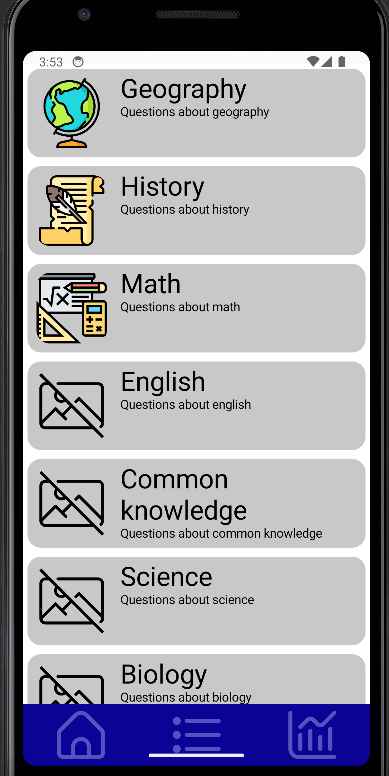 3:53
Geography
Questions about geography
History
Questions about history
√x
Math
Questions about math
English
Questions about english
Common
knowledge
Questions about common knowledge
Science
Questions about science
Biology
Questions about biology